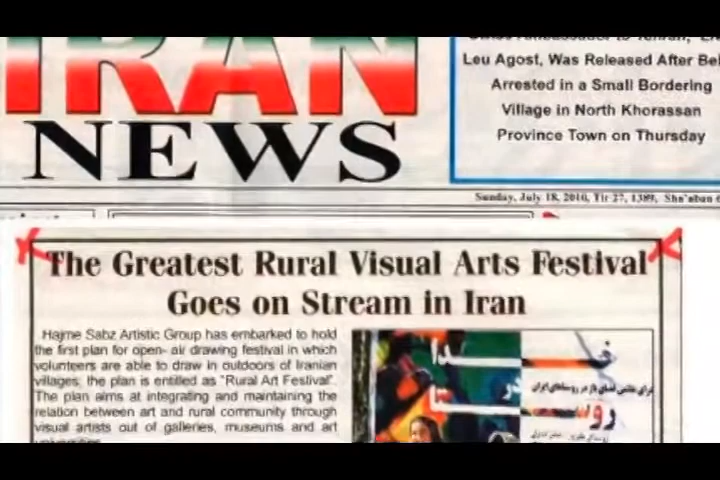 IRAN
NEWS
Leu Agost, Was Released After Bei
Arrested in a Small Bordering
Village in North Khorassan
Province Town on Thursday
Sunday, July 18, 2010, Tir 27, 1389, Sha'aban 6
The Greatest Rural Visual Arts Festival
Goes on Stream in Iran
Hajme Sabz Artistic Group has embarked to hold
the first plan for open- air drawing festival in which
volunteers are able to draw in outdoors of Iranian
villages; the plan is entitled as "Rural Art Festival".
The plan aims at integrating and maintaining the
relation between art and rural community through
visual artists out of galleries, museums and art
universities